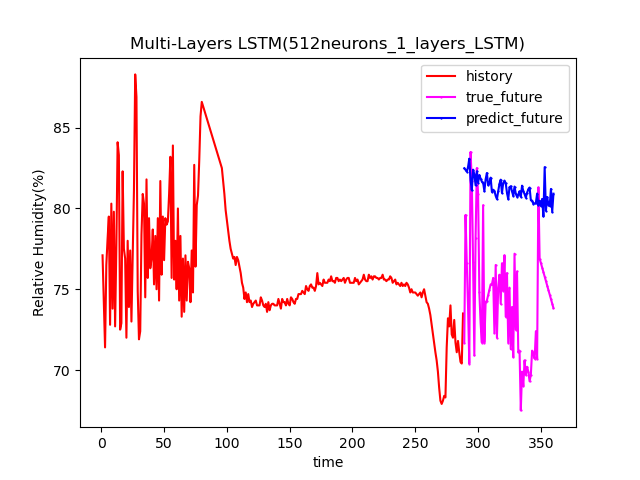 Multi-Layers LSTM(512neurons_1_layers_LSTM)
history
true_future
predict_future
Relative Humidity(%)
85
80
75
70
0 50 100 150 200 250 300 350
time